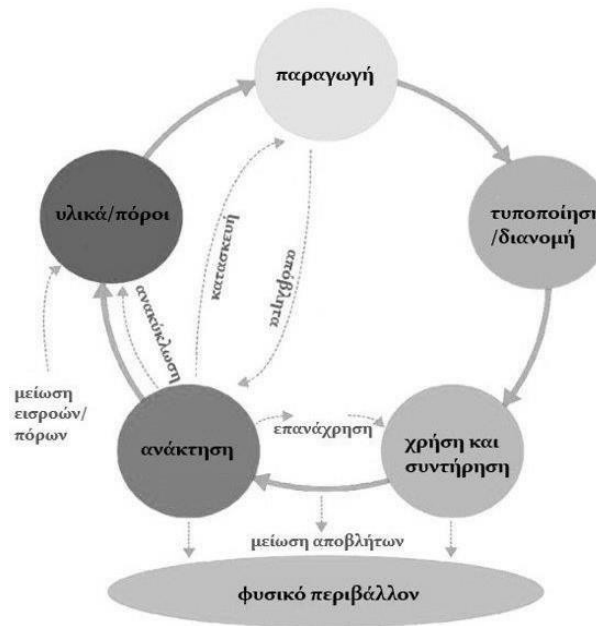 παραγωγή
υλικά/πόροι
τυποποίηση
/διανομή
κατασκευή
απόβλητα
ανακύκλωση
μείωση
εισροών/
πόρων
ανάκτηση
επανάχρηση
χρήση και
συντήρηση
μείωση αποβλήτων
φυσικό περιβάλλον